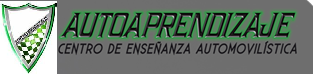 AUTOAPRENDIZAJE
CENTRO DE ENSEÑANZA AUTOMOVILÍSTICA